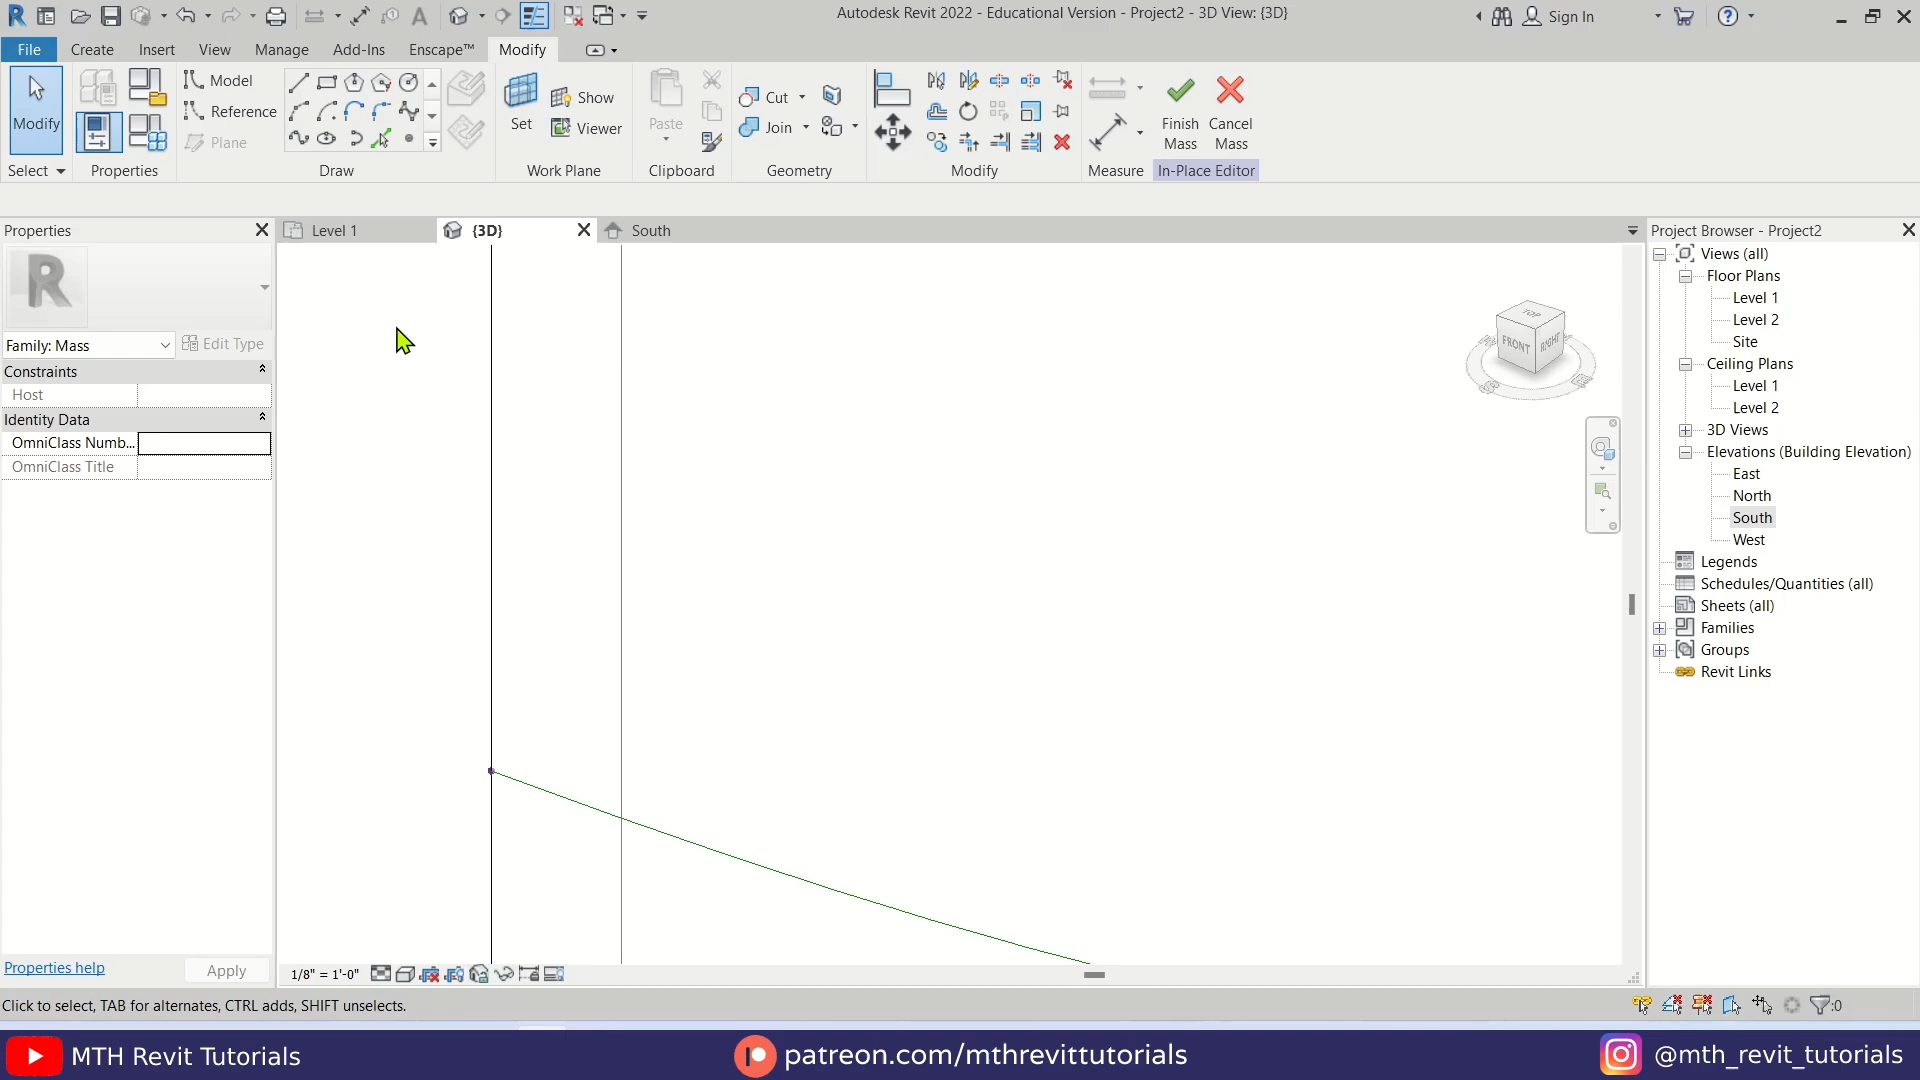 Autodesk Revit 2022 - Educational Version - Project2 - 3D View: {3D}
Sign In
File Create Insert View Manage Add-Ins Enscape™ Modify
Modify
Model
Reference
Plane
Set
Show
Viewer
Paste
Cut
Join
Finish Mass
Cancel Mass
Select Properties Draw Work Plane Clipboard Geometry Modify Measure In-Place Editor
Properties
Level 1
{3D}
South
Project Browser - Project2
Family: Mass
Edit Type
Constraints
Host
Identity Data
OmniClass Numb...
OmniClass Title
Properties help
Apply
TOP
FRONT
RIGHT
Views (all)
Floor Plans
Level 1
Level 2
Site
Ceiling Plans
Level 1
Level 2
3D Views
Elevations (Building Elevation)
East
North
South
West
Legends
Schedules/Quantities (all)
Sheets (all)
Families
Groups
Revit Links
1/8" = 1'-0"
Click to select, TAB for alternates, CTRL adds, SHIFT unselects.
:0
MTH Revit Tutorials
patreon.com/mthrevittutorials
@mth_revit_tutorials